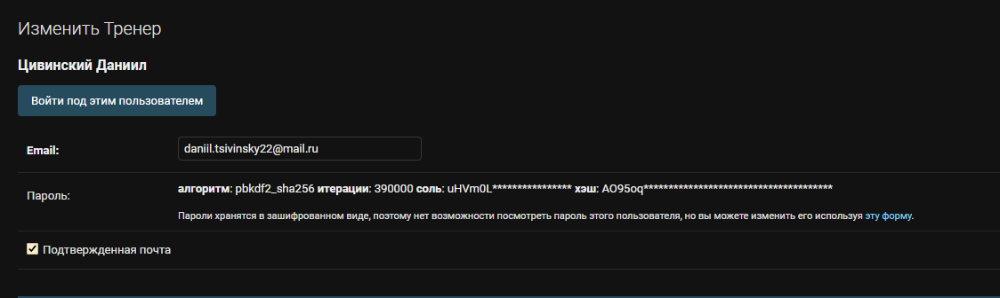 Изменить Тренер
Цивинский Даниил
Войти под этим пользователем
Email: daniil.tsivinsky22@mail.ru
Пароль: алгоритм: pbkdf2_sha256 итерации: 390000 соль: uHVm0L**************** хэш: AO95oq**************************************
Пароли хранятся в зашифрованном виде, поэтому нет возможности посмотреть пароль этого пользователя, но вы можете изменить его используя эту форму.
Подтвержденная почта